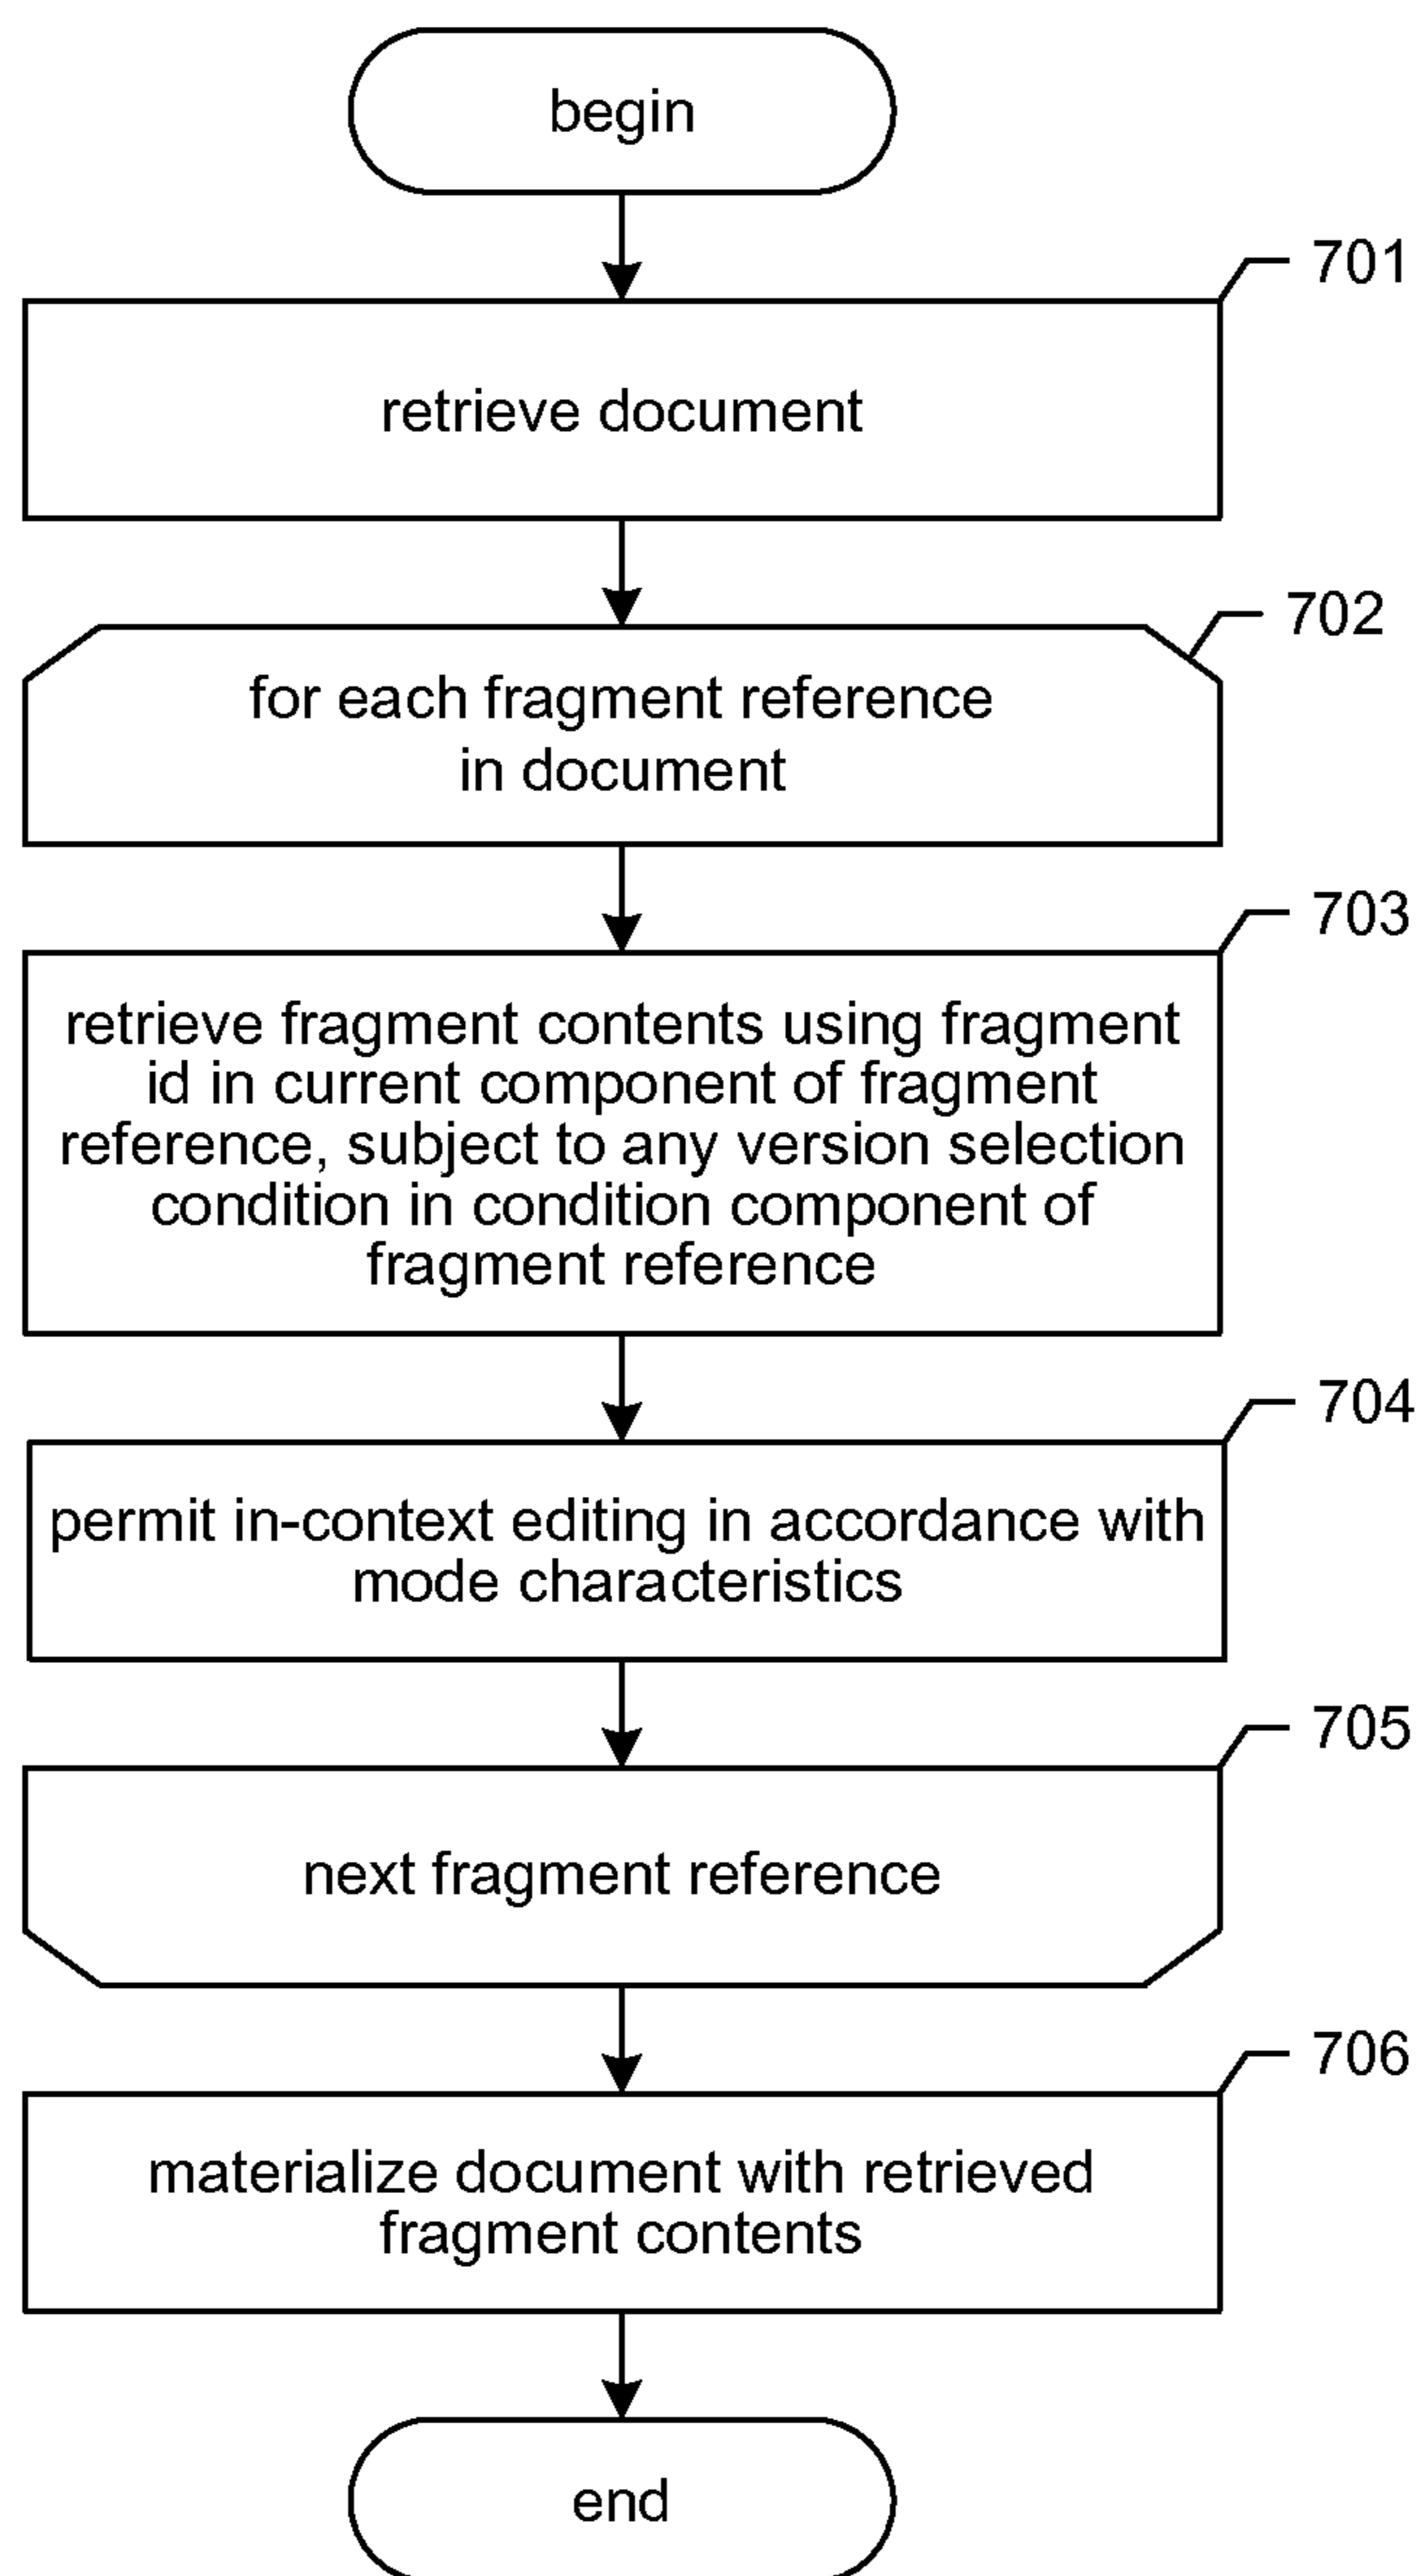 begin
701
retrieve document
702
for each fragment reference
in document
703
retrieve fragment contents using fragment
id in current component of fragment
reference, subject to any version selection
condition in condition component of
fragment reference
704
permit in-context editing in accordance with
mode characteristics
705
next fragment reference
706
materialize document with retrieved
fragment contents
end